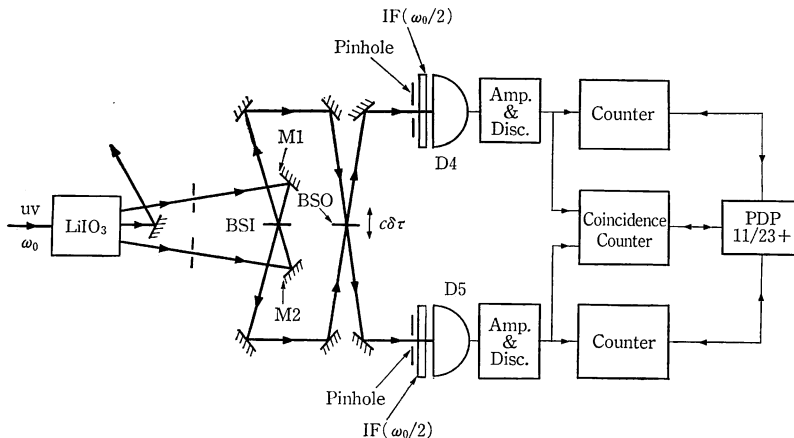 IF(ω₀/2)
Pinhole
Amp.
&
Disc.
Counter
D4
M1
BSO
uv
ω₀
LiIO₃
BSI
cδτ
Coincidence
Counter
PDP
11/23+
M2
D5
Amp.
&
Disc.
Counter
Pinhole
IF(ω₀/2)